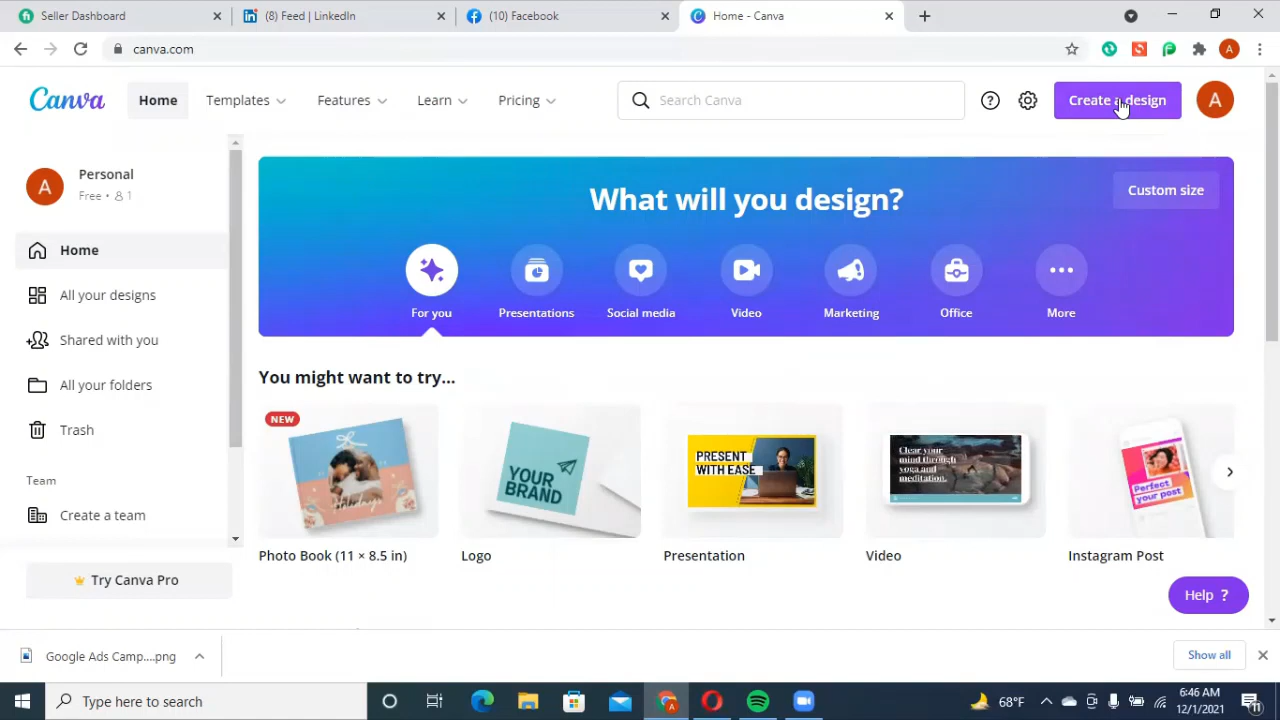 Seller Dashboard
(8) Feed | LinkedIn
(10) Facebook
Home - Canva
canva.com
A
Canva
Home
Templates
Features
Learn
Pricing
Search Canva
Create a design
A
A
Personal
Free • 1
Home
All your designs
Shared with you
All your folders
Trash
Team
Create a team
Try Canva Pro
What will you design?
Custom size
For you
Presentations
Social media
Video
Marketing
Office
More
You might want to try...
NEW
YOUR
BRAND
PRESENT
WITH EASE
Clear your
mind through
yoga and
meditation.
Perfect
your post
Photo Book (11 × 8.5 in)
Logo
Presentation
Video
Instagram Post
Help ?
Google Ads Camp....png
Show all
Type here to search
68°F
6:46 AM
12/1/2021